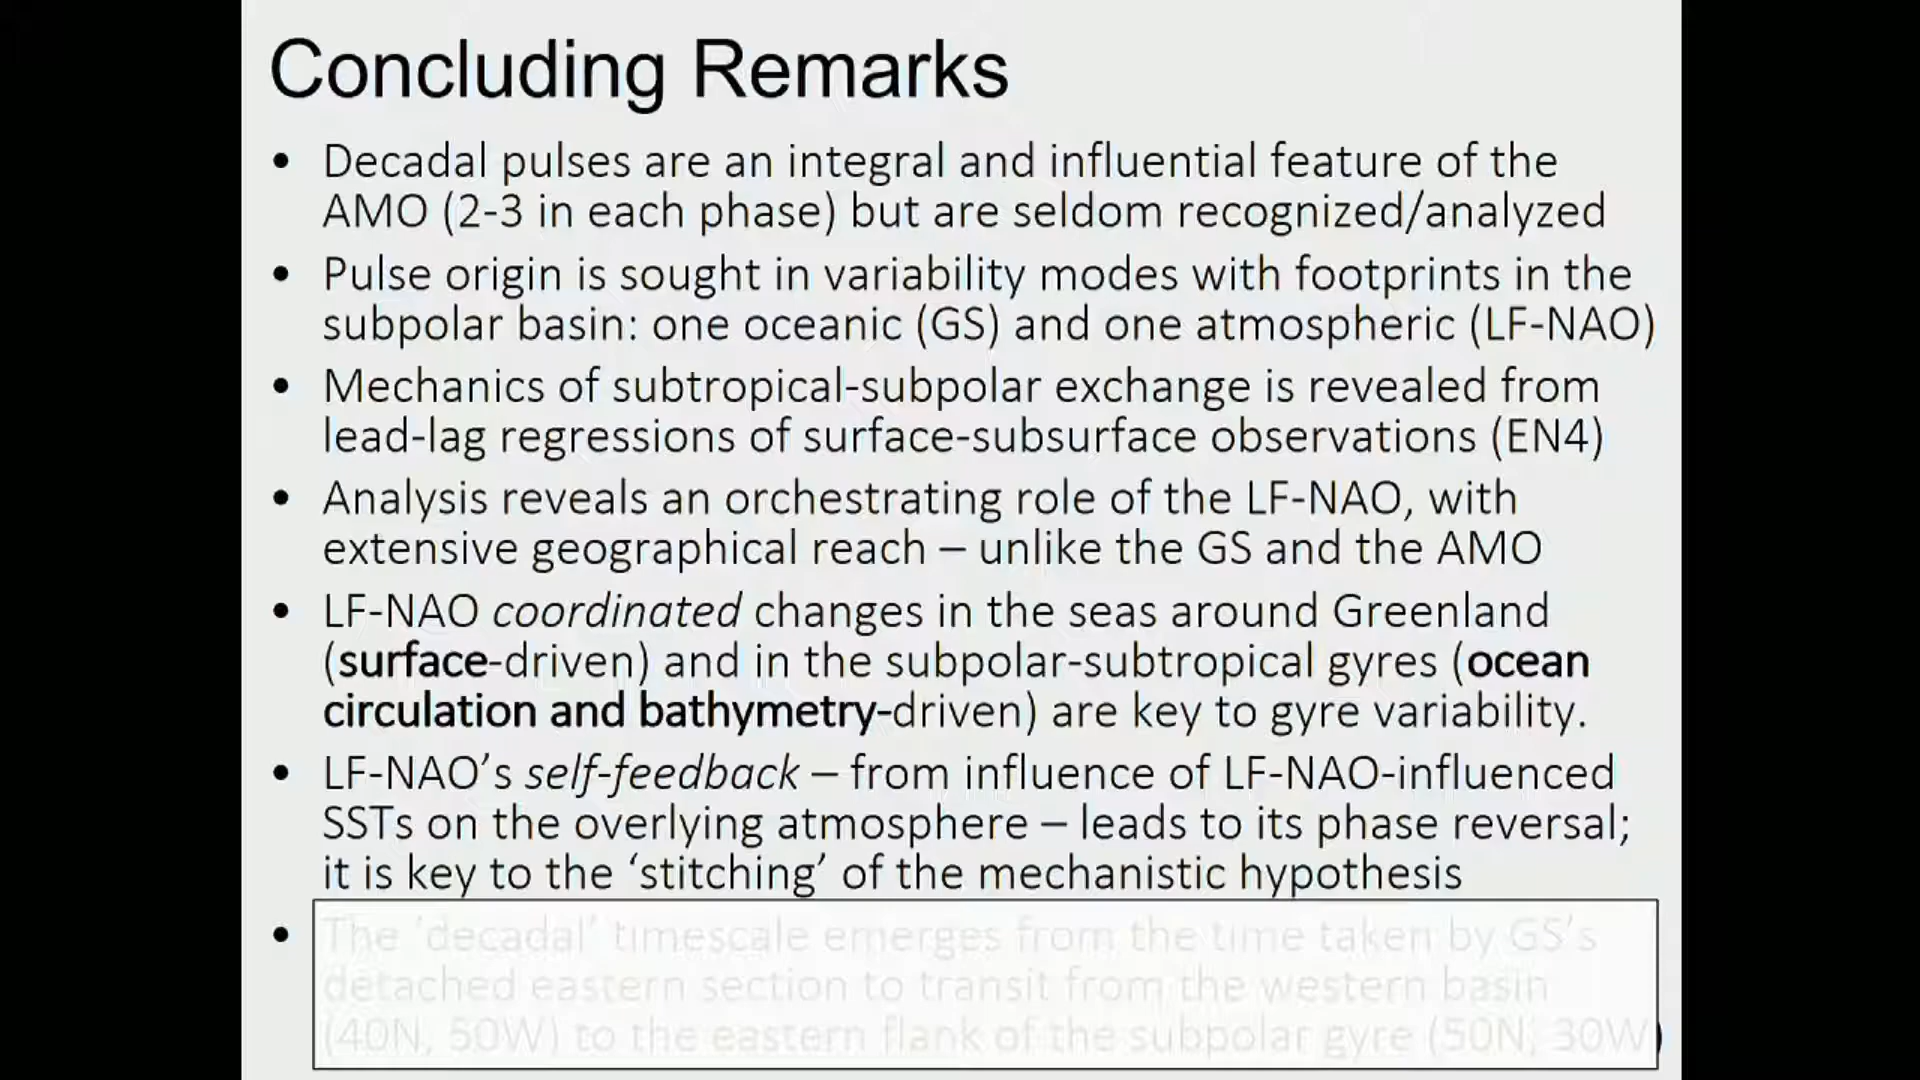 Concluding Remarks
• Decadal pulses are an integral and influential feature of the
AMO (2-3 in each phase) but are seldom recognized/analyzed
• Pulse origin is sought in variability modes with footprints in the
subpolar basin: one oceanic (GS) and one atmospheric (LF-NAO)
• Mechanics of subtropical-subpolar exchange is revealed from
lead-lag regressions of surface-subsurface observations (EN4)
• Analysis reveals an orchestrating role of the LF-NAO, with
extensive geographical reach – unlike the GS and the AMO
• LF-NAO coordinated changes in the seas around Greenland
(surface-driven) and in the subpolar-subtropical gyres (ocean
circulation and bathymetry-driven) are key to gyre variability.
• LF-NAO’s self-feedback – from influence of LF-NAO-influenced
SSTs on the overlying atmosphere – leads to its phase reversal;
it is key to the ‘stitching’ of the mechanistic hypothesis
• The ‘decadal’ timescale emerges from the time taken by GS’s
detached eastern section to transit from the western basin
(40N, 50W) to the eastern flank of the subpolar gyre (50N, 30W)